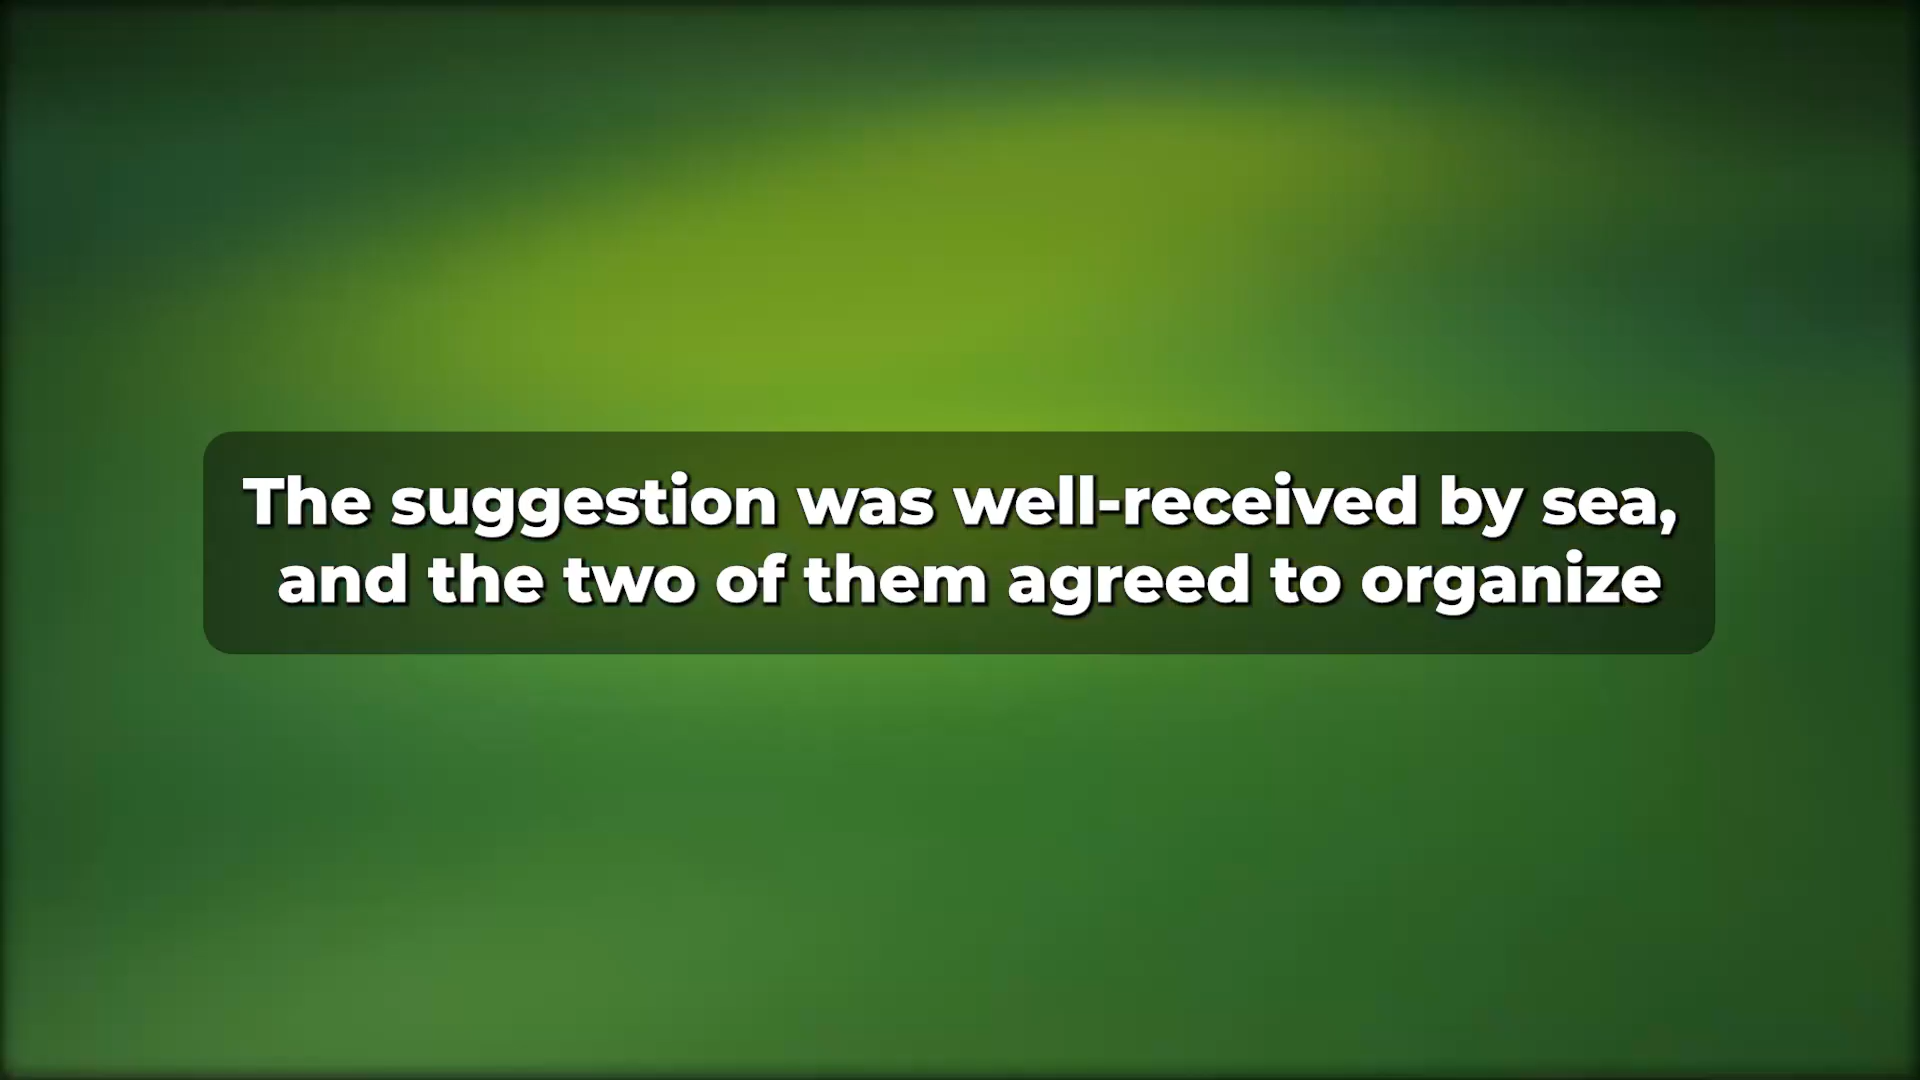 The suggestion was well-received by sea,
and the two of them agreed to organize